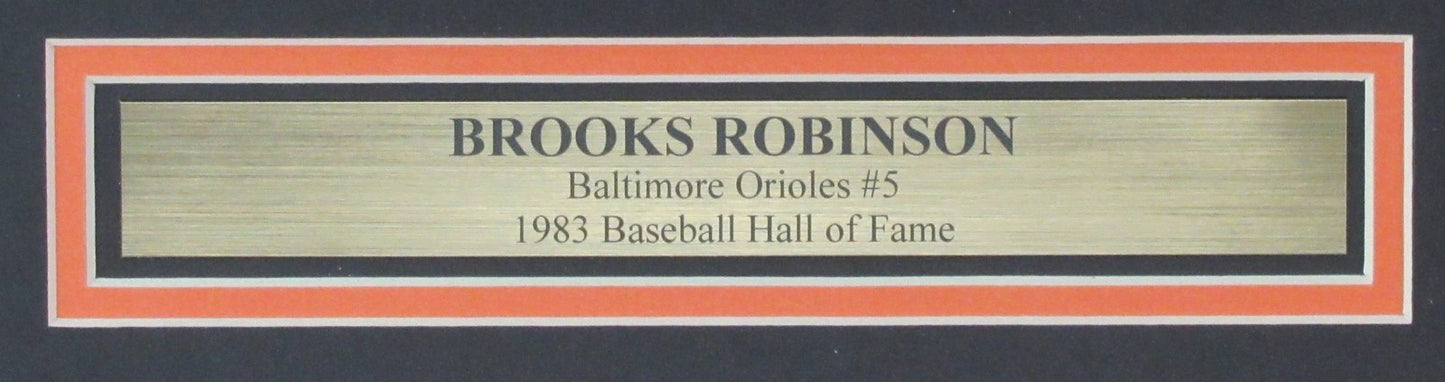 BROOKS ROBINSON
Baltimore Orioles #5
1983 Baseball Hall of Fame